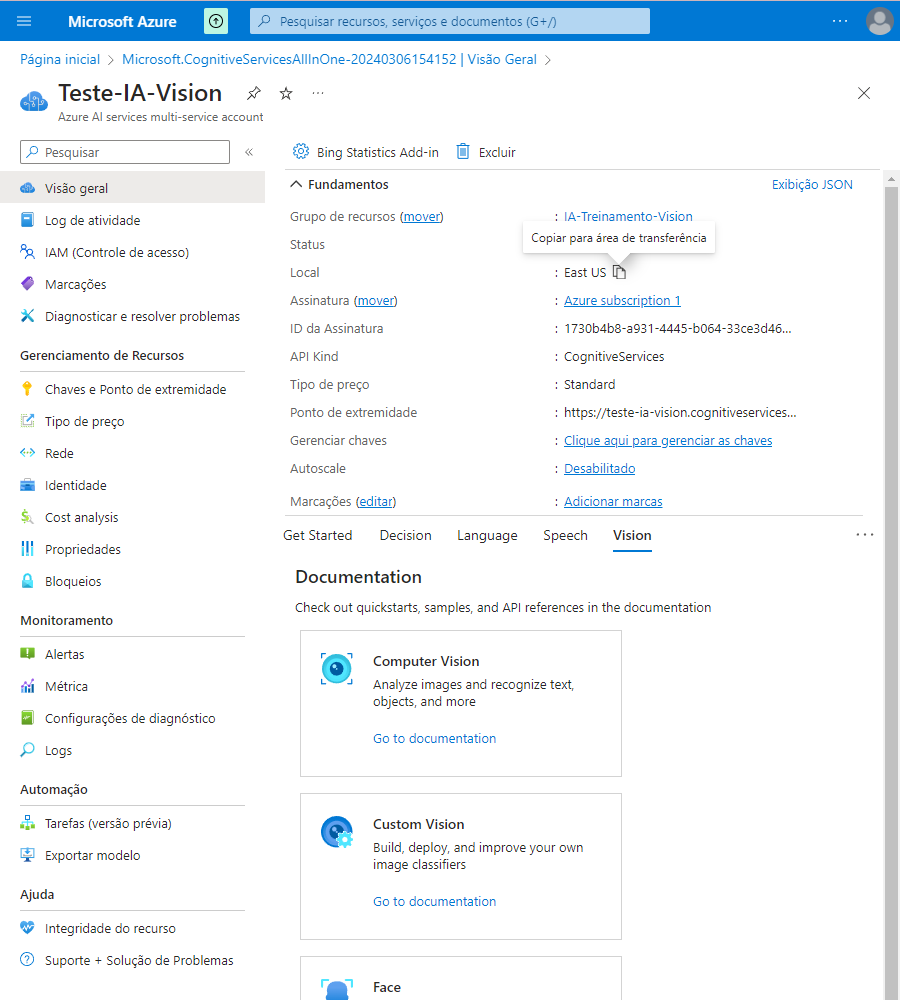 Microsoft Azure
Pesquisar recursos, serviços e documentos (G+/)
Página inicial > Microsoft.CognitiveServicesAllInOne-20240306154152 | Visão Geral >
Teste-IA-Vision
Azure AI services multi-service account
Pesquisar
Visão geral
Log de atividade
IAM (Controle de acesso)
Marcações
Diagnosticar e resolver problemas
Gerenciamento de Recursos
Chaves e Ponto de extremidade
Tipo de preço
Rede
Identidade
Cost analysis
Propriedades
Bloqueios
Monitoramento
Alertas
Métrica
Configurações de diagnóstico
Logs
Automação
Tarefas (versão prévia)
Exportar modelo
Ajuda
Integridade do recurso
Suporte + Solução de Problemas
Bing Statistics Add-in Excluir
Fundamentos Exibição JSON
Grupo de recursos (mover) : IA-Treinamento-Vision
Copiar para área de transferência
Status
Local : East US
Assinatura (mover) : Azure subscription 1
ID da Assinatura : 1730b4b8-a931-4445-b064-33ce3d46...
API Kind : CognitiveServices
Tipo de preço : Standard
Ponto de extremidade : https://teste-ia-vision.cognitiveservices...
Gerenciar chaves : Clique aqui para gerenciar as chaves
Autoscale : Desabilitado
Marcações (editar) : Adicionar marcas
Get Started Decision Language Speech Vision
Documentation
Check out quickstarts, samples, and API references in the documentation
Computer Vision
Analyze images and recognize text,
objects, and more
Go to documentation
Custom Vision
Build, deploy, and improve your own
image classifiers
Go to documentation
Face